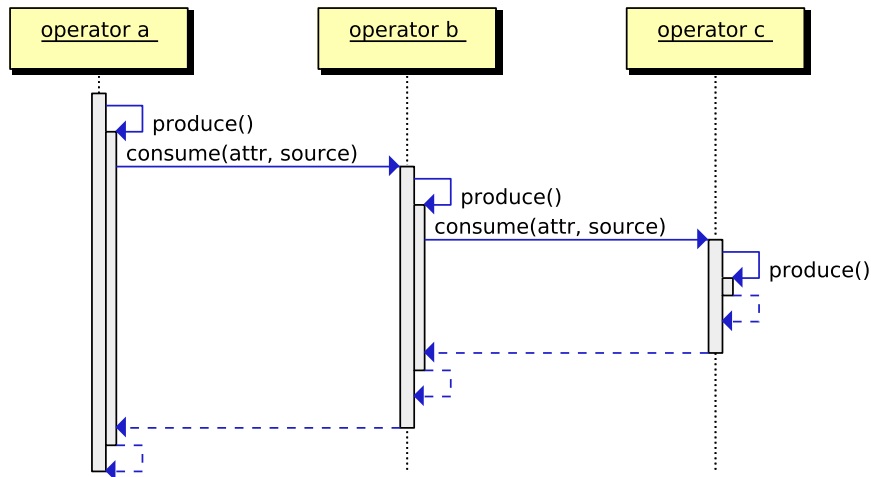 operator a
operator b
operator c
produce()
consume(attr, source)
produce()
consume(attr, source)
produce()